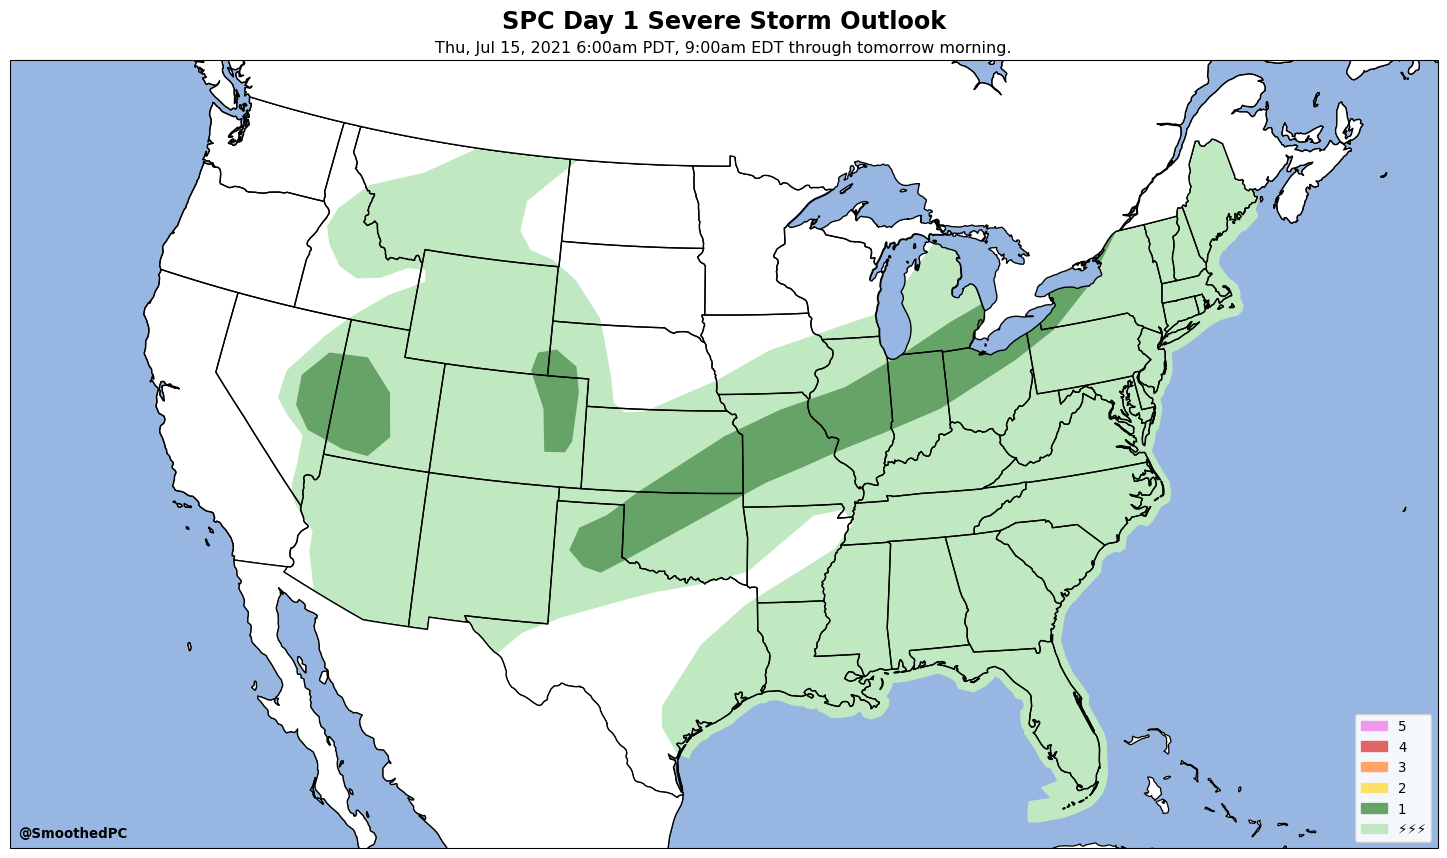 SPC Day 1 Severe Storm Outlook
Thu, Jul 15, 2021 6:00am PDT, 9:00am EDT through tomorrow morning.
5
4
3
2
1
⚡⚡⚡
@SmoothedPC